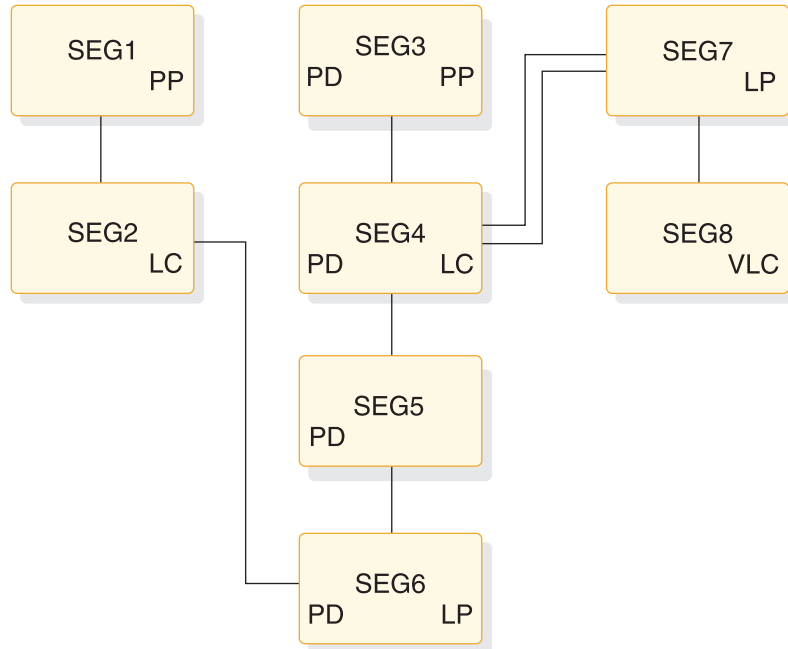 SEG1
PP
SEG3
PD PP
SEG7
LP
SEG2
LC
SEG4
PD LC
SEG8
VLC
SEG5
PD
SEG6
PD LP